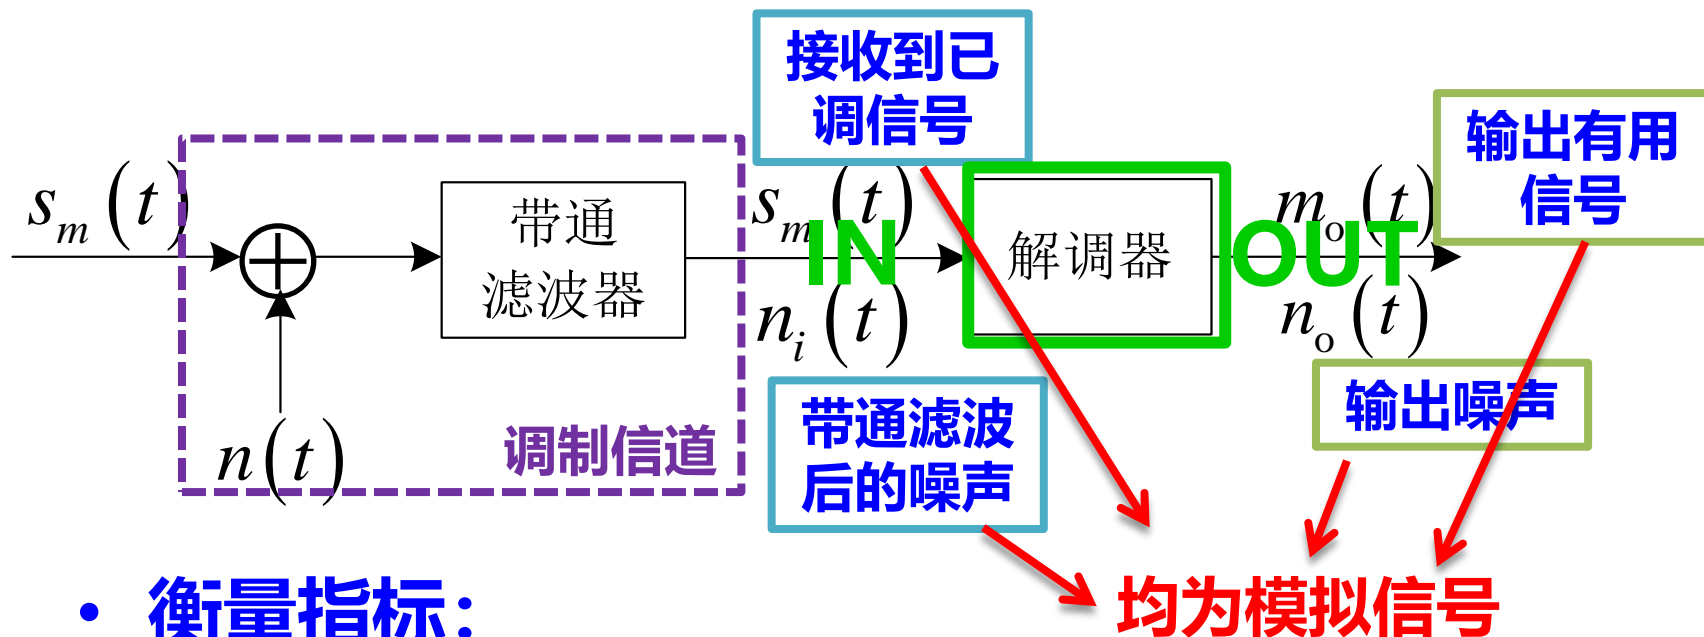 接收到已
调信号
输出有用
信号
s_m(t)
带通
滤波器
s_m(t)
IN
解调器
OUT
m_o(t)
n_i(t)
n_o(t)
n(t)
调制信道
带通滤波
后的噪声
输出噪声
• 衡量指标：
均为模拟信号